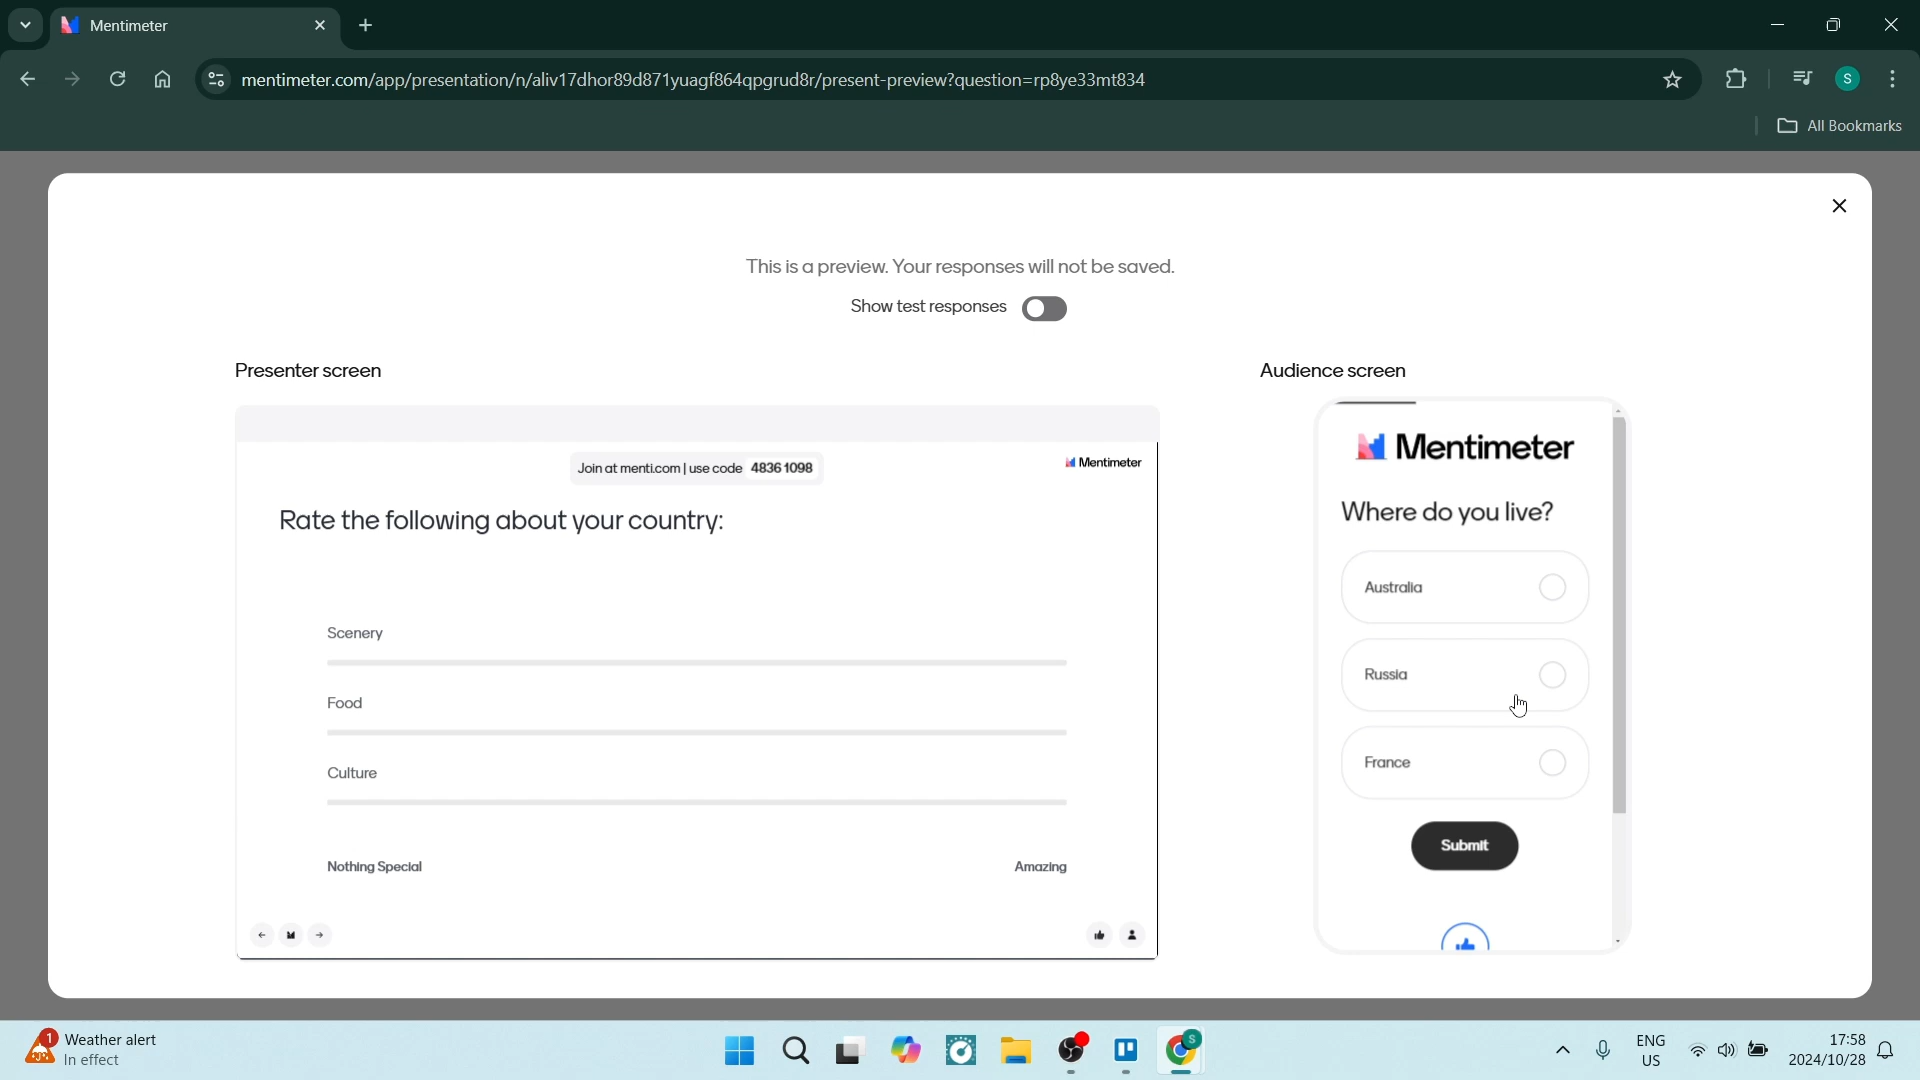 Mentimeter
mentimeter.com/app/presentation/n/aliv17dhor89d871yuagf864qpgrud8r/present-preview?question=rp8ye33mt834
S
All Bookmarks
This is a preview. Your responses will not be saved.
Show test responses
Presenter screen
Audience screen
Join at menti.com | use code 4836 1098
Mentimeter
Rate the following about your country:
Scenery
Food
Culture
Nothing Special
Amazing
Mentimeter
Where do you live?
Australia
Russia
France
Submit
1
Weather alert
In effect
S
ENG
US
17:58
2024/10/28